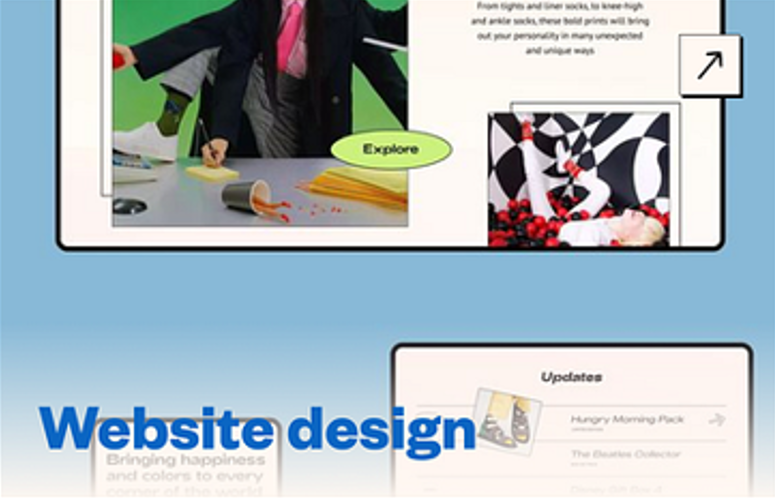 From tights and liner socks, to knee-high
and ankle socks, these bold prints will bring
out your personality in many unexpected
and unique ways
Explore
Updates
Hungry Morning Pack
The Beatles Collector
Website design
Bringing happiness
and colors to every
corner of the world